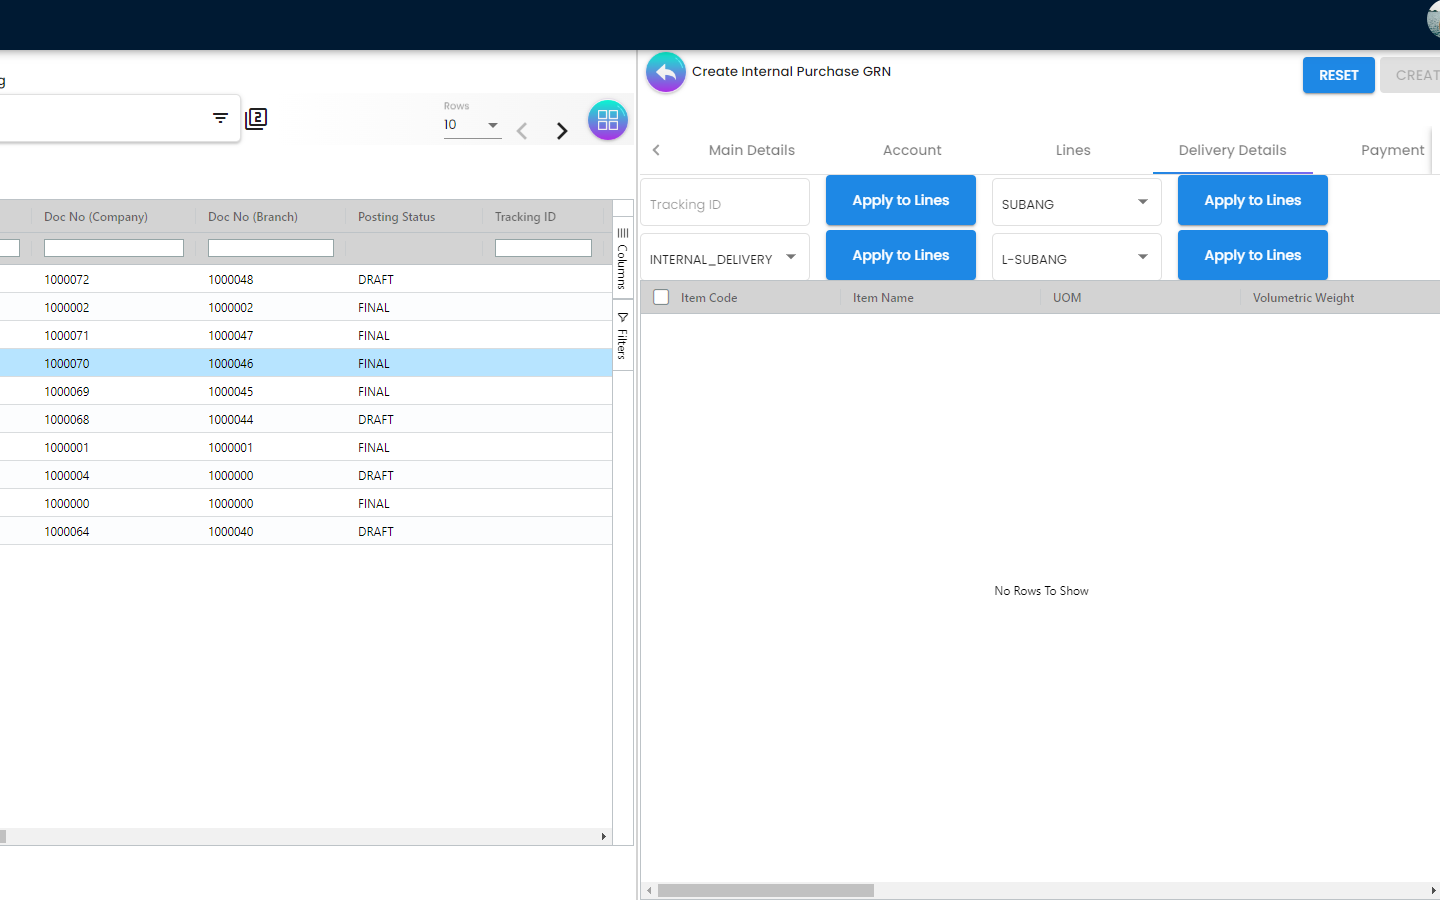 g
Rows
10
2
Doc No (Company) Doc No (Branch) Posting Status Tracking ID
1000072 1000048 DRAFT
1000002 1000002 FINAL
1000071 1000047 FINAL
1000070 1000046 FINAL
1000069 1000045 FINAL
1000068 1000044 DRAFT
1000001 1000001 FINAL
1000004 1000000 DRAFT
1000000 1000000 FINAL
1000064 1000040 DRAFT
Columns
Filters
Create Internal Purchase GRN
RESET CREAT
Main Details Account Lines Delivery Details Payment
Tracking ID Apply to Lines SUBANG Apply to Lines
INTERNAL_DELIVERY Apply to Lines L-SUBANG Apply to Lines
Item Code Item Name UOM Volumetric Weight
No Rows To Show